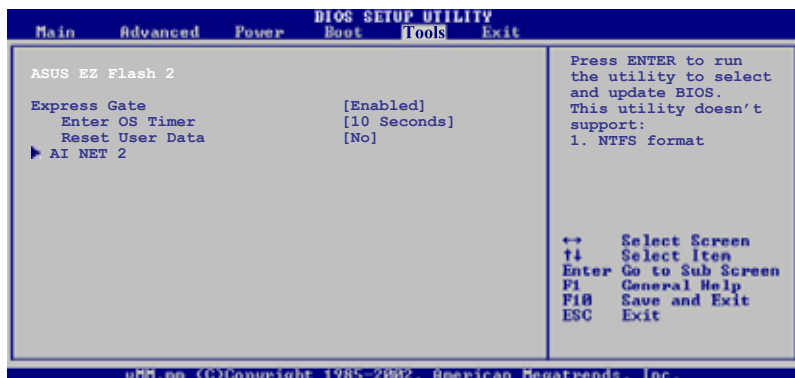 BIOS SETUP UTILITY
Main Advanced Power Boot Tools Exit
ASUS EZ Flash 2
Express Gate [Enabled]
Enter OS Timer [10 Seconds]
Reset User Data [No]
AI NET 2
Press ENTER to run
the utility to select
and update BIOS.
This utility doesn't
support:
1. NTFS format
↔ Select Screen
↑↓ Select Item
Enter Go to Sub Screen
F1 General Help
F10 Save and Exit
ESC Exit
(C)Copyright 1985-2002, American Megatrends, Inc.